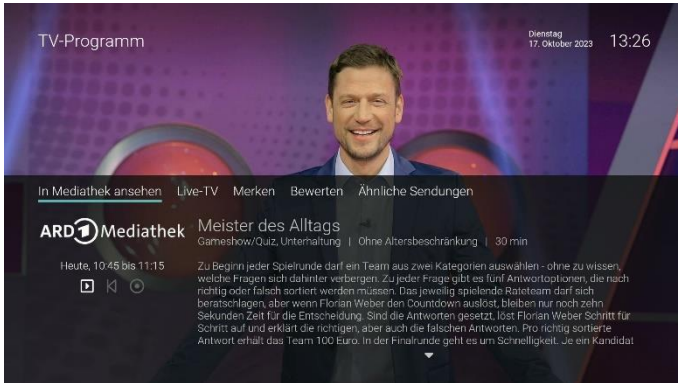 TV-Programm
Dienstag
17. Oktober 2023
13:26
In Mediathek ansehen Live-TV Merken Bewerten Ähnliche Sendungen
ARD 1 Mediathek
Heute, 10:45 bis 11:15
Meister des Alltags
Gameshow/Quiz, Unterhaltung | Ohne Altersbeschränkung | 30 min
Zu Beginn jeder Spielrunde darf ein Team aus zwei Kategorien auswählen - ohne zu wissen,
welche Fragen sich dahinter verbergen. Zu jeder Frage gibt es fünf Antwortoptionen, die nach
richtig oder falsch sortiert werden müssen. Das jeweilig spielende Rateteam darf sich
beratschlagen, aber wenn Florian Weber den Countdown auslöst, bleiben nur noch zehn
Sekunden Zeit für die Entscheidung. Sind die Antworten gesetzt, löst Florian Weber Schritt für
Schritt auf und erklärt die richtigen, aber auch die falschen Antworten. Pro richtig sortierte
Antwort erhält das Team 100 Euro. In der Finalrunde geht es um Schnelligkeit. Je ein Kandidat